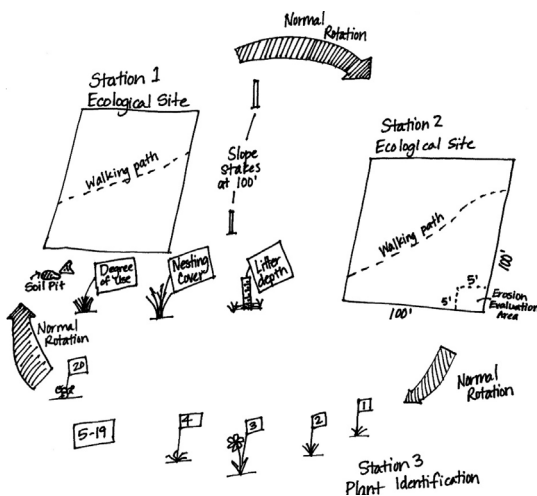 Normal
Rotation
Station 1
Ecological Site
Walking path
Slope
stakes
at 100'
Station 2
Ecological Site
Walking path
100'
5'
5'
Erosion
Evaluation
Area
100'
Soil Pit
Degree
of Use
Nesting
Cover
Litter
depth
Normal
Rotation
Normal
Rotation
20
5-19
4
3
2
1
Station 3
Plant Identification